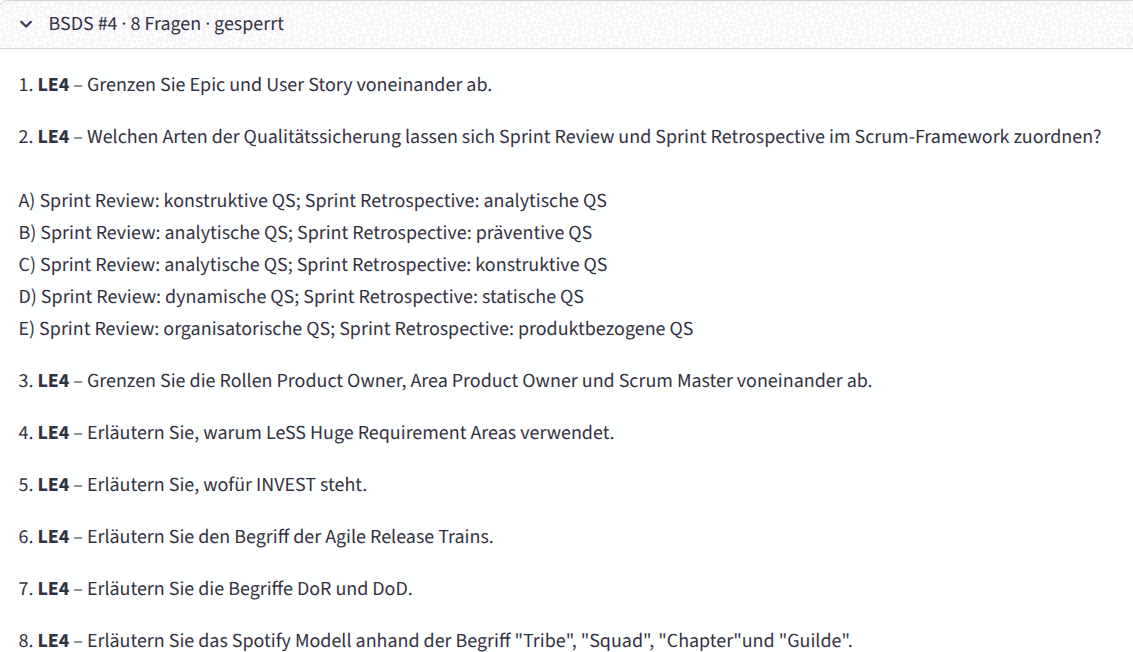 BSDS #4 · 8 Fragen · gesperrt
1. LE4 – Grenzen Sie Epic und User Story voneinander ab.
2. LE4 – Welchen Arten der Qualitätssicherung lassen sich Sprint Review und Sprint Retrospective im Scrum-Framework zuordnen?
A) Sprint Review: konstruktive QS; Sprint Retrospective: analytische QS
B) Sprint Review: analytische QS; Sprint Retrospective: präventive QS
C) Sprint Review: analytische QS; Sprint Retrospective: konstruktive QS
D) Sprint Review: dynamische QS; Sprint Retrospective: statische QS
E) Sprint Review: organisatorische QS; Sprint Retrospective: produktbezogene QS
3. LE4 – Grenzen Sie die Rollen Product Owner, Area Product Owner und Scrum Master voneinander ab.
4. LE4 – Erläutern Sie, warum LeSS Huge Requirement Areas verwendet.
5. LE4 – Erläutern Sie, wofür INVEST steht.
6. LE4 – Erläutern Sie den Begriff der Agile Release Trains.
7. LE4 – Erläutern Sie die Begriffe DoR und DoD.
8. LE4 – Erläutern Sie das Spotify Modell anhand der Begriff "Tribe", "Squad", "Chapter"und "Guilde".